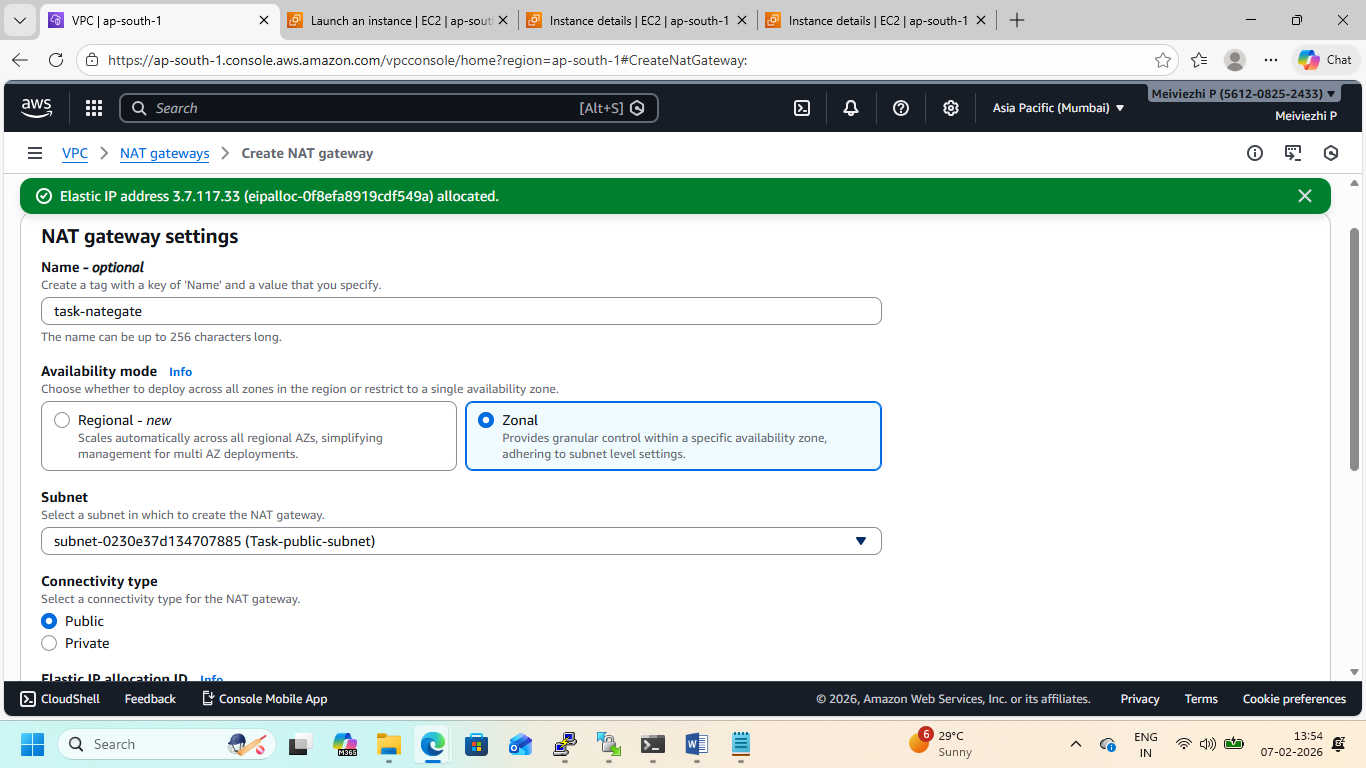 VPC | ap-south-1
Launch an instance | EC2 | ap-sout
Instance details | EC2 | ap-south-1
Instance details | EC2 | ap-south-1
https://ap-south-1.console.aws.amazon.com/vpcconsole/home?region=ap-south-1#CreateNatGateway:
Chat
aws
Search
[Alt+S]
Asia Pacific (Mumbai)
Meiviezhi P (5612-0825-2433)
Meiviezhi P
VPC
NAT gateways
Create NAT gateway
Elastic IP address 3.7.117.33 (eipalloc-0f8efa8919cdf549a) allocated.
NAT gateway settings
Name - optional
Create a tag with a key of 'Name' and a value that you specify.
task-nategate
The name can be up to 256 characters long.
Availability mode Info
Choose whether to deploy across all zones in the region or restrict to a single availability zone.
Regional - new
Scales automatically across all regional AZs, simplifying
management for multi AZ deployments.
Zonal
Provides granular control within a specific availability zone,
adhering to subnet level settings.
Subnet
Select a subnet in which to create the NAT gateway.
subnet-0230e37d134707885 (Task-public-subnet)
Connectivity type
Select a connectivity type for the NAT gateway.
Public
Private
Elastic IP allocation ID Info
CloudShell
Feedback
Console Mobile App
© 2026, Amazon Web Services, Inc. or its affiliates.
Privacy
Terms
Cookie preferences
Search
M365
6
29°C
Sunny
ENG
IN
13:54
07-02-2026